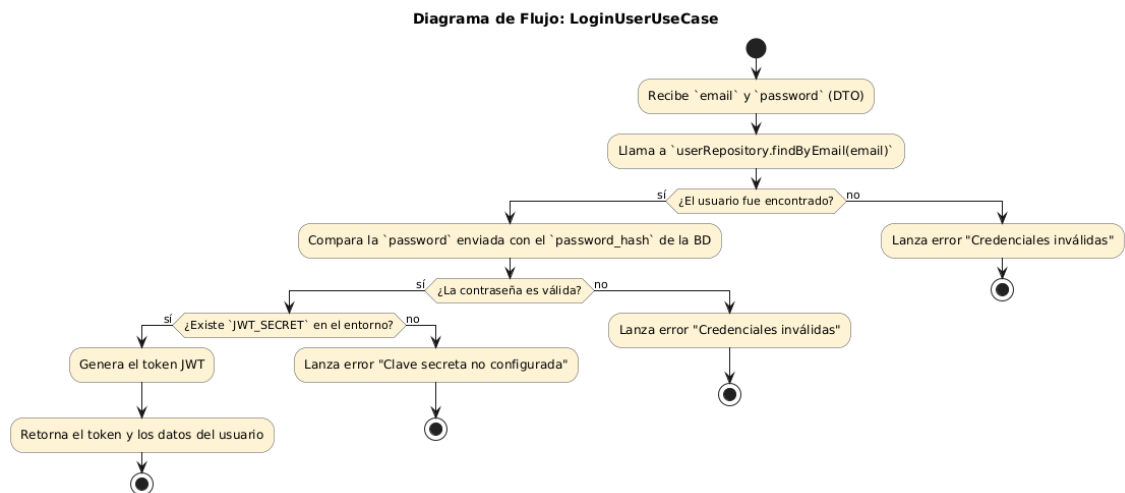 Diagrama de Flujo: LoginUserUseCase
Recibe `email` y `password` (DTO)
Llama a `userRepository.findByEmail(email)`
sí
¿El usuario fue encontrado?
no
Compara la `password` enviada con el `password_hash` de la BD
Lanza error "Credenciales inválidas"
sí
¿La contraseña es válida?
no
sí
¿Existe `JWT_SECRET` en el entorno?
no
Lanza error "Credenciales inválidas"
Genera el token JWT
Lanza error "Clave secreta no configurada"
Retorna el token y los datos del usuario